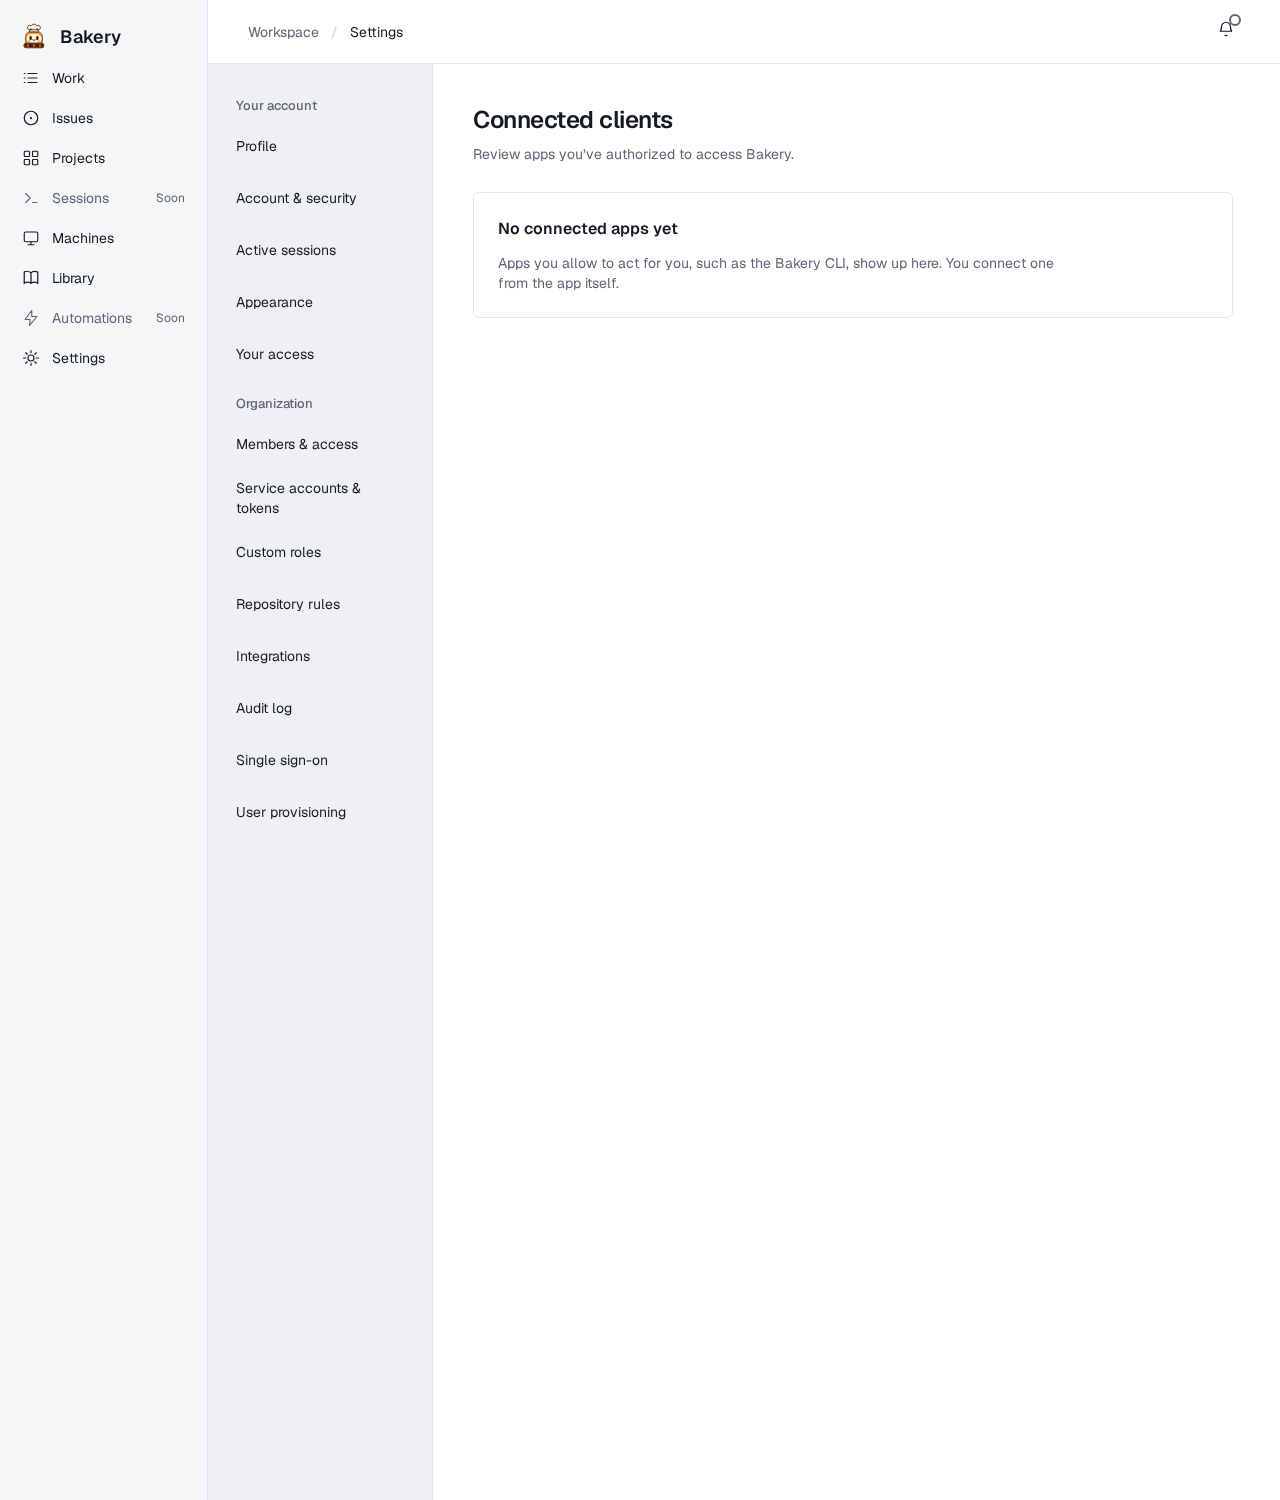 Bakery
Work
Issues
Projects
Sessions Soon
Machines
Library
Automations Soon
Settings
Workspace / Settings
Your account
Profile
Account & security
Active sessions
Appearance
Your access
Organization
Members & access
Service accounts &
tokens
Custom roles
Repository rules
Integrations
Audit log
Single sign-on
User provisioning
Connected clients
Review apps you've authorized to access Bakery.
No connected apps yet
Apps you allow to act for you, such as the Bakery CLI, show up here. You connect one
from the app itself.